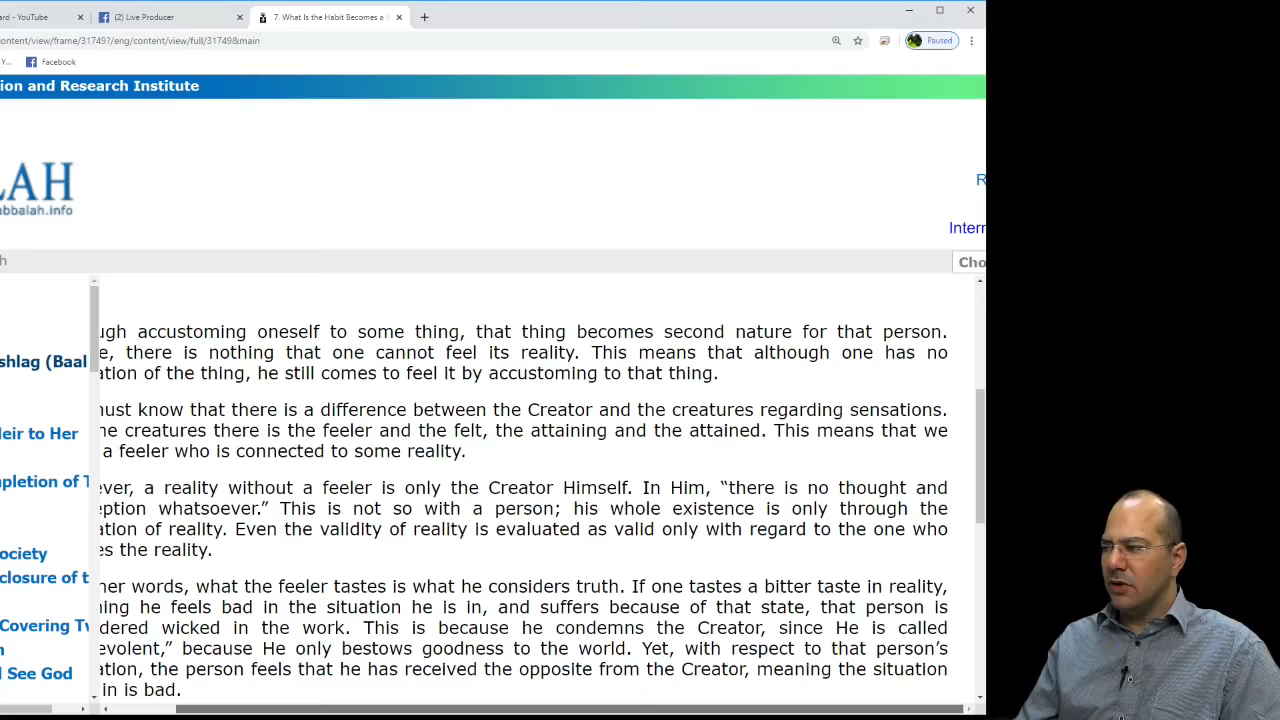 ard - YouTube
(2) Live Producer
7. What Is the Habit Becomes a
content/view/frame/31749?/eng/content/view/full/31749&main
Paused
Y...
Facebook
ion and Research Institute
LAH
abbalah.info
R
Intern
h
Cho
ugh accustoming oneself to some thing, that thing becomes second nature for that person.
e, there is nothing that one cannot feel its reality. This means that although one has no
ation of the thing, he still comes to feel it by accustoming to that thing.
must know that there is a difference between the Creator and the creatures regarding sensations.
he creatures there is the feeler and the felt, the attaining and the attained. This means that we
a feeler who is connected to some reality.
ever, a reality without a feeler is only the Creator Himself. In Him, “there is no thought and
eption whatsoever.” This is not so with a person; his whole existence is only through the
ation of reality. Even the validity of reality is evaluated as valid only with regard to the one who
es the reality.
her words, what the feeler tastes is what he considers truth. If one tastes a bitter taste in reality,
ning he feels bad in the situation he is in, and suffers because of that state, that person is
dered wicked in the work. This is because he condemns the Creator, since He is called
evolent,” because He only bestows goodness to the world. Yet, with respect to that person’s
ation, the person feels that he has received the opposite from the Creator, meaning the situation
in is bad.
shlag (Baal
Heir to Her
mpletion of T
ociety
closure of t
Covering Tw
n
l See God